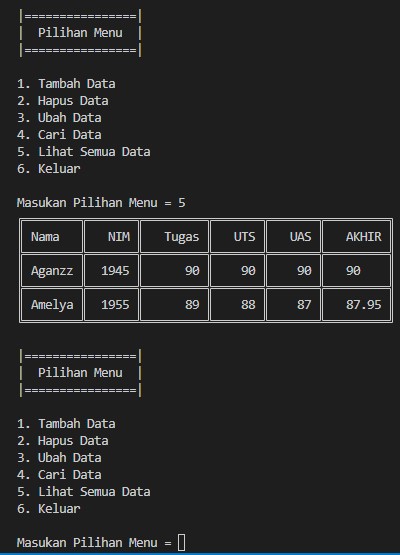 |================|
|  Pilihan Menu  |
|================|
1. Tambah Data
2. Hapus Data
3. Ubah Data
4. Cari Data
5. Lihat Semua Data
6. Keluar
Masukan Pilihan Menu = 5
Nama NIM Tugas UTS UAS AKHIR
Aganzz 1945 90 90 90 90
Amelya 1955 89 88 87 87.95
|================|
|  Pilihan Menu  |
|================|
1. Tambah Data
2. Hapus Data
3. Ubah Data
4. Cari Data
5. Lihat Semua Data
6. Keluar
Masukan Pilihan Menu =